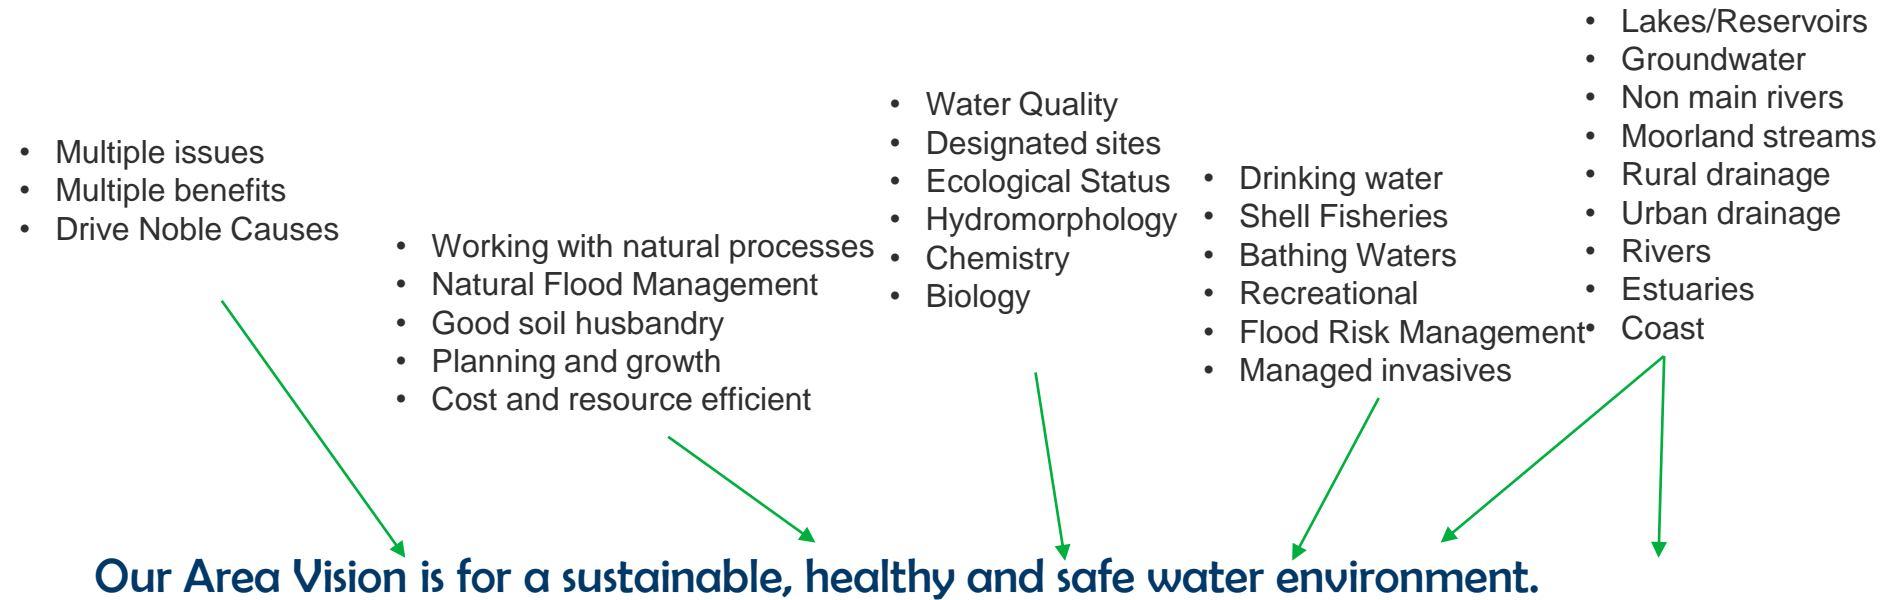 • Multiple issues
• Multiple benefits
• Drive Noble Causes
• Working with natural processes
• Natural Flood Management
• Good soil husbandry
• Planning and growth
• Cost and resource efficient
• Water Quality
• Designated sites
• Ecological Status
• Hydromorphology
• Chemistry
• Biology
• Drinking water
• Shell Fisheries
• Bathing Waters
• Recreational
• Flood Risk Management
• Managed invasives
• Lakes/Reservoirs
• Groundwater
• Non main rivers
• Moorland streams
• Rural drainage
• Urban drainage
• Rivers
• Estuaries
• Coast
Our Area Vision is for a sustainable, healthy and safe water environment.